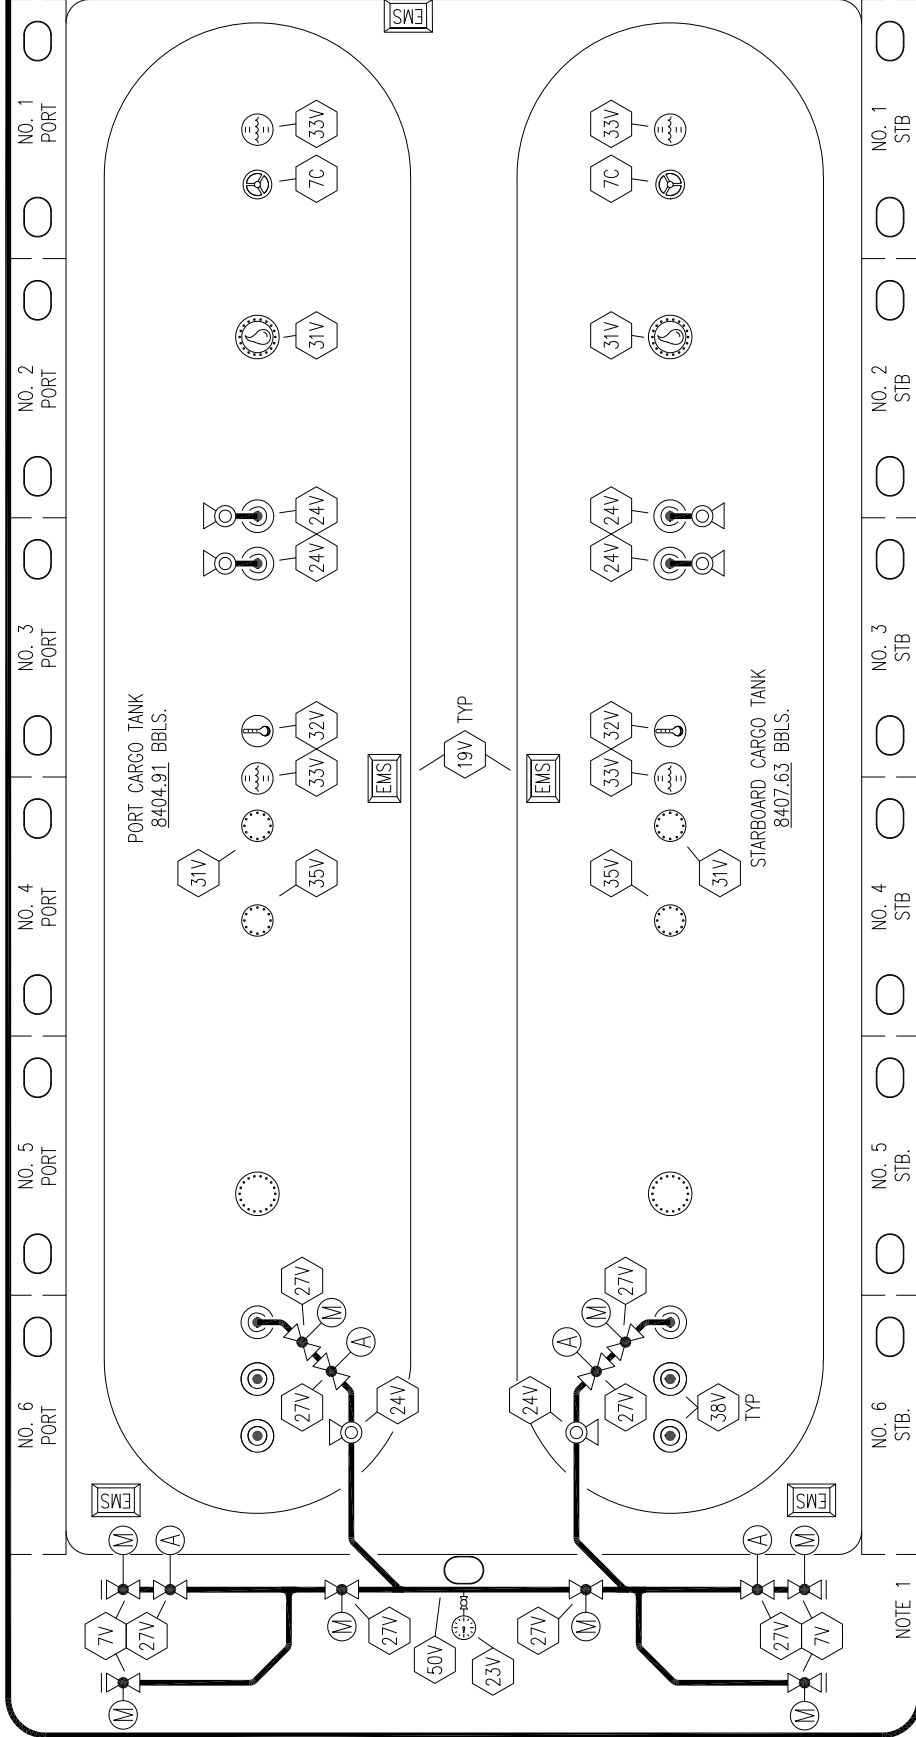 EMS
NO. 1
PORT
NO. 2
PORT
NO. 3
PORT
NO. 4
PORT
NO. 5
PORT
NO. 6
PORT
33V
7C
31V
24V
24V
PORT CARGO TANK
8404.91 BBLS.
32V
33V
31V
35V
EMS
19V TYP
EMS
27V
M
27V
A
24V
EMS
33V
7C
31V
24V
24V
32V
33V
35V
31V
STARBOARD CARGO TANK
8407.63 BBLS.
27V
M
A
27V
24V
38V
TYP
EMS
M
A
7V
27V
M
M
27V
50V
23V
27V
M
A
M
27V
7V
M
NO. 1
STB
NO. 2
STB
NO. 3
STB
NO. 4
STB
NO. 5
STB.
NO. 6
STB.
NOTE 1